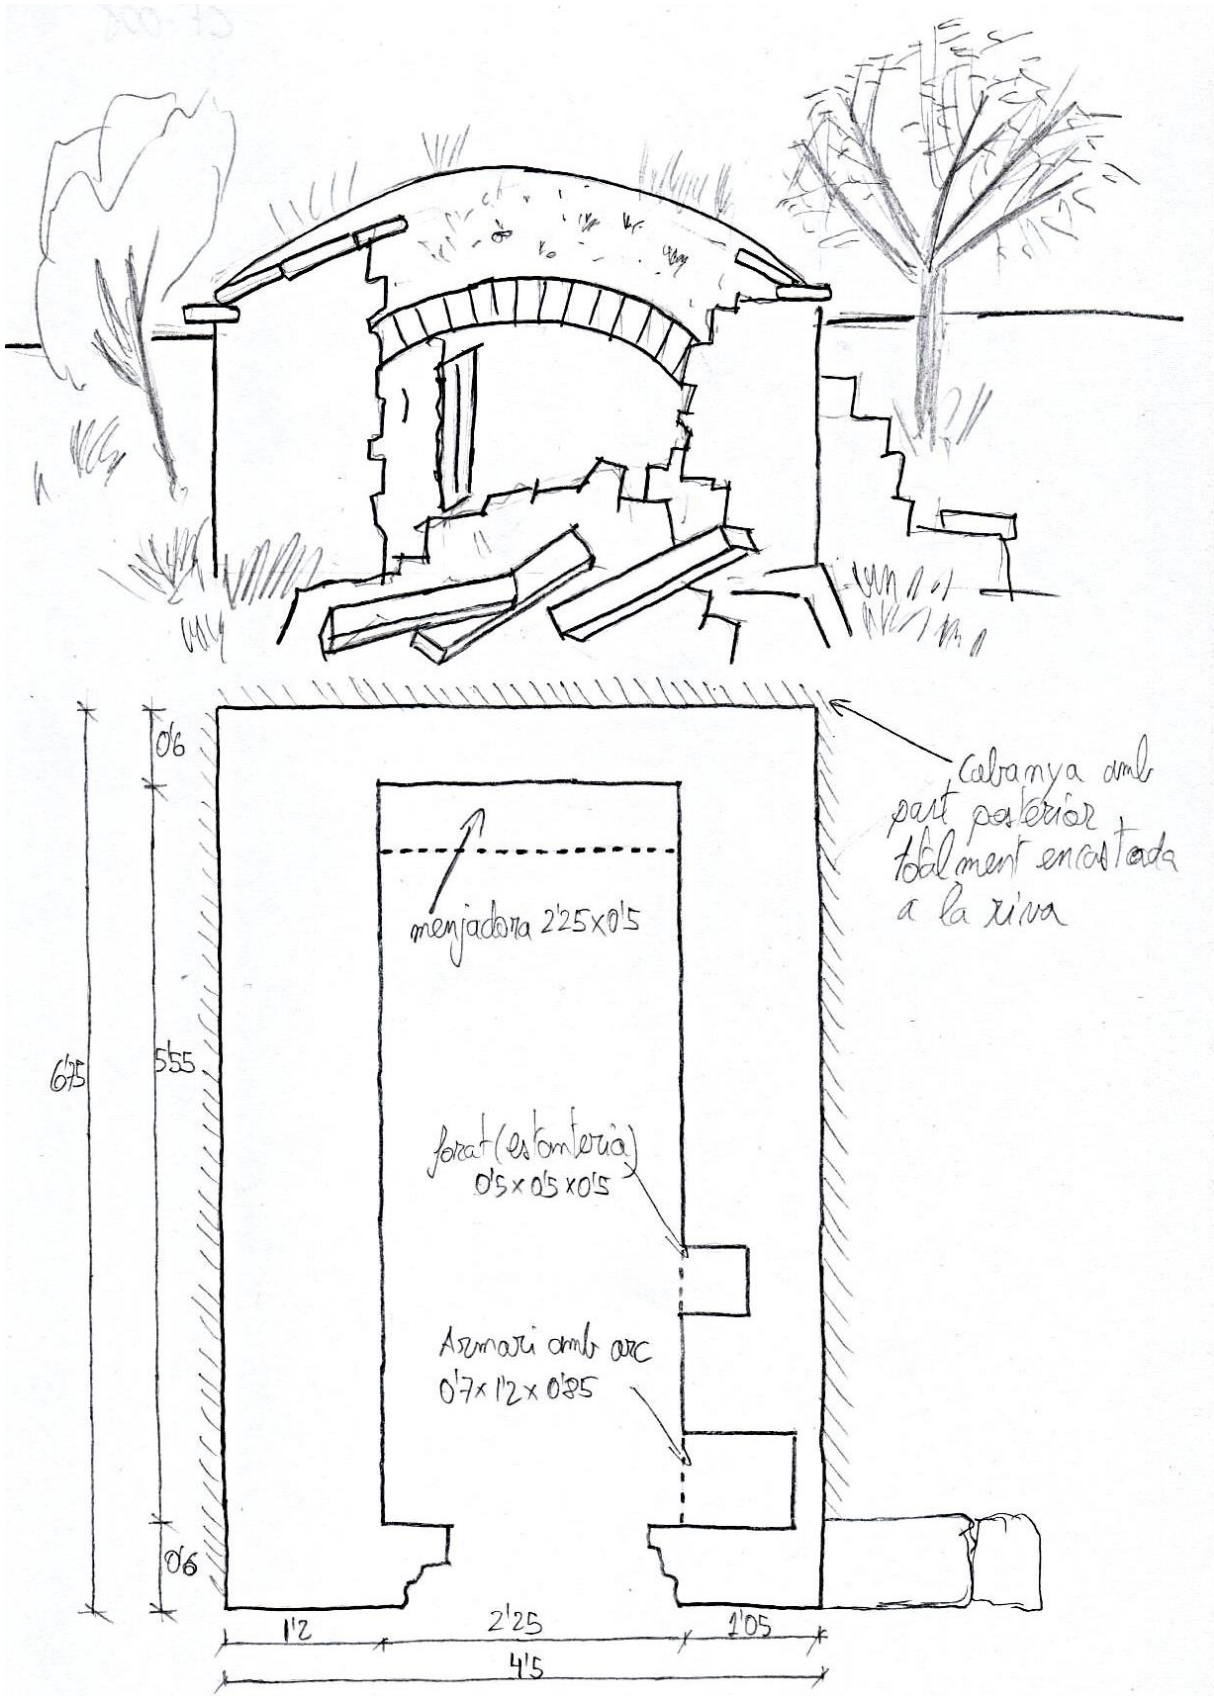 0'6
Cabanya amb
part posterior
totalment encastada
a la riva
menjadora 2'25x0'5
6'75
5'55
forat (estanteria)
0'5x0'5x0'5
Armari amb arc
0'7x1'2x0'85
0'6
1'2
2'25
1'05
4'5